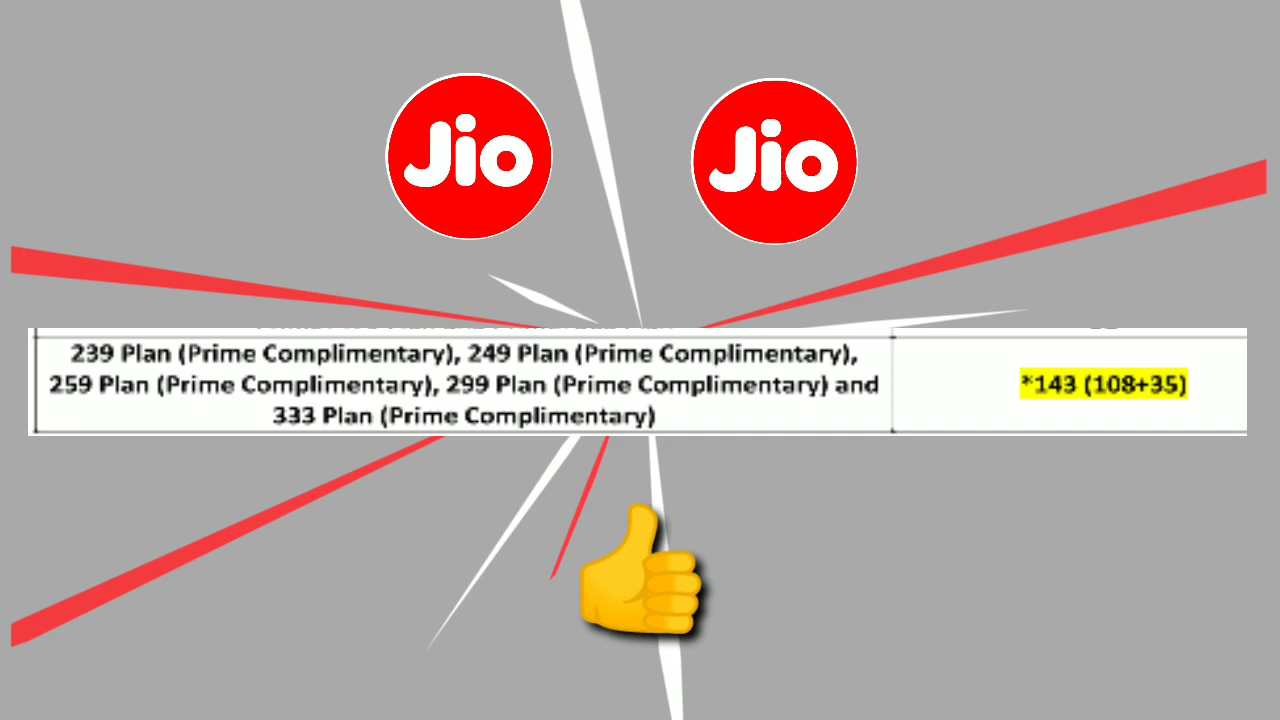 Jio Jio
239 Plan (Prime Complimentary), 249 Plan (Prime Complimentary),
259 Plan (Prime Complimentary), 299 Plan (Prime Complimentary) and
333 Plan (Prime Complimentary)
*143 (108+35)